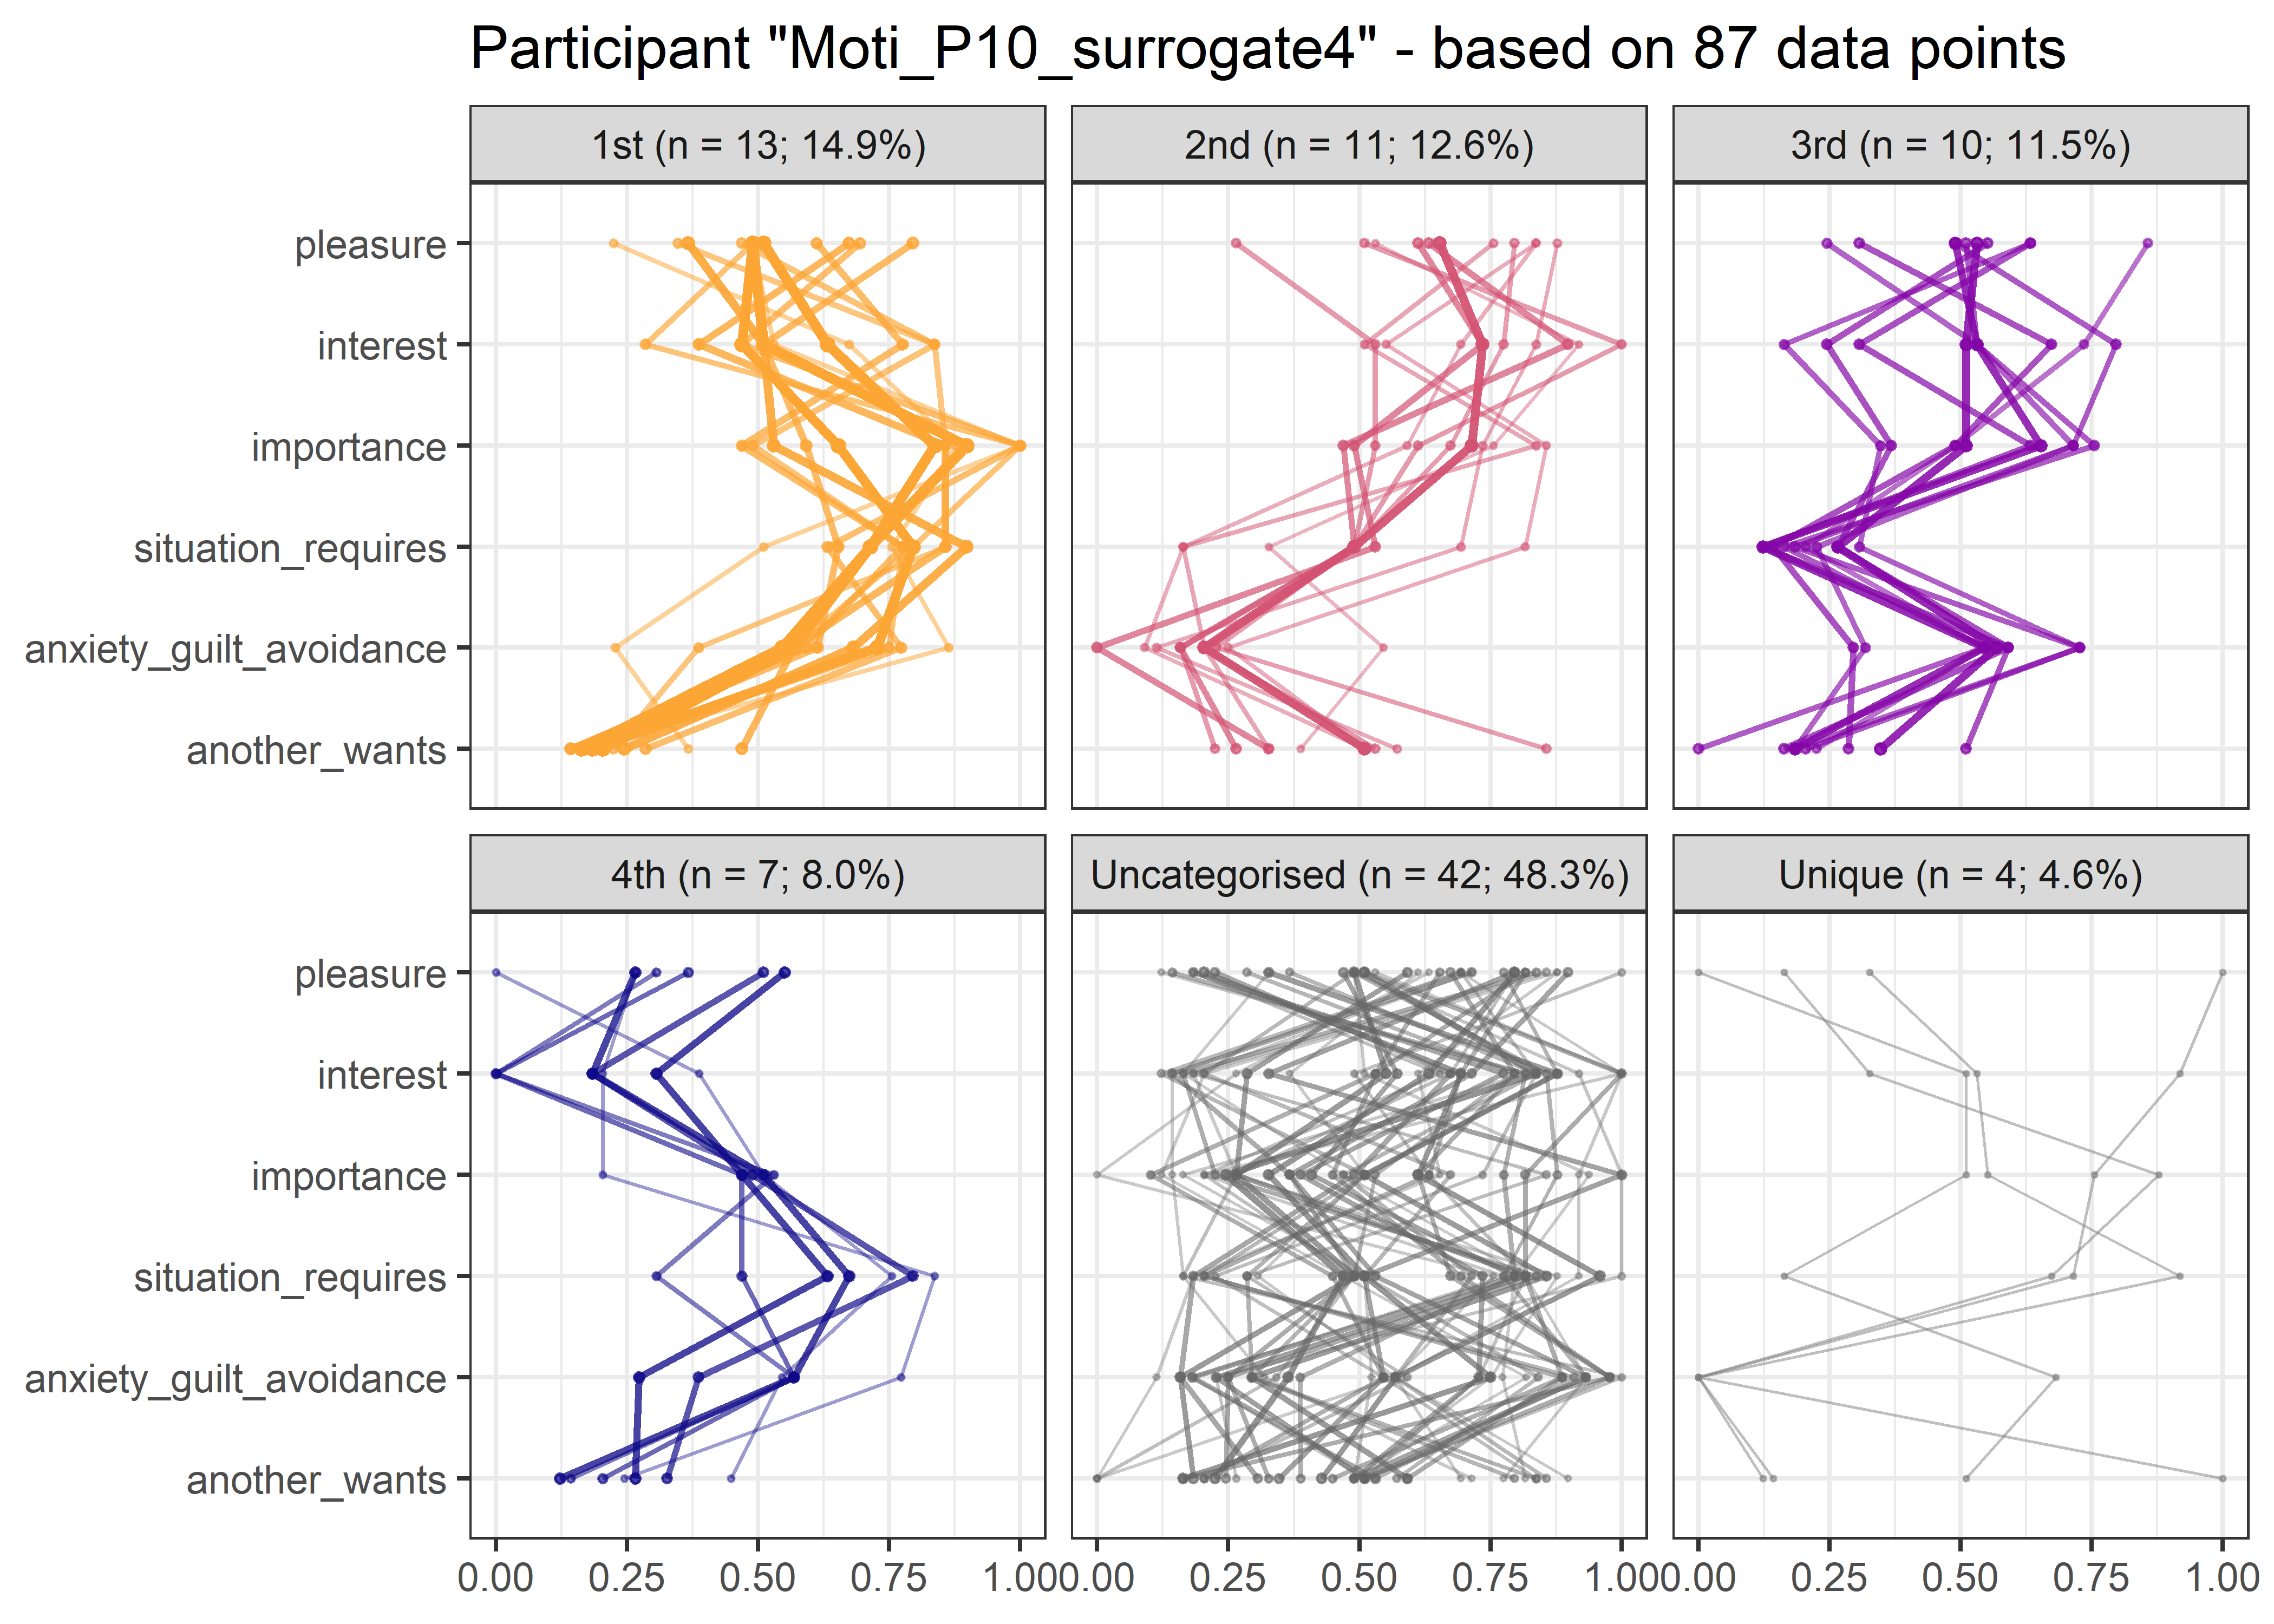 Participant "Moti_P10_surrogate4" - based on 87 data points
1st (n = 13; 14.9%)
2nd (n = 11; 12.6%)
3rd (n = 10; 11.5%)
pleasure
interest
importance
situation_requires
anxiety_guilt_avoidance
another_wants
4th (n = 7; 8.0%)
Uncategorised (n = 42; 48.3%)
Unique (n = 4; 4.6%)
pleasure
interest
importance
situation_requires
anxiety_guilt_avoidance
another_wants
0.00 0.25 0.50 0.75 1.00
0.00 0.25 0.50 0.75 1.00
0.00 0.25 0.50 0.75 1.00